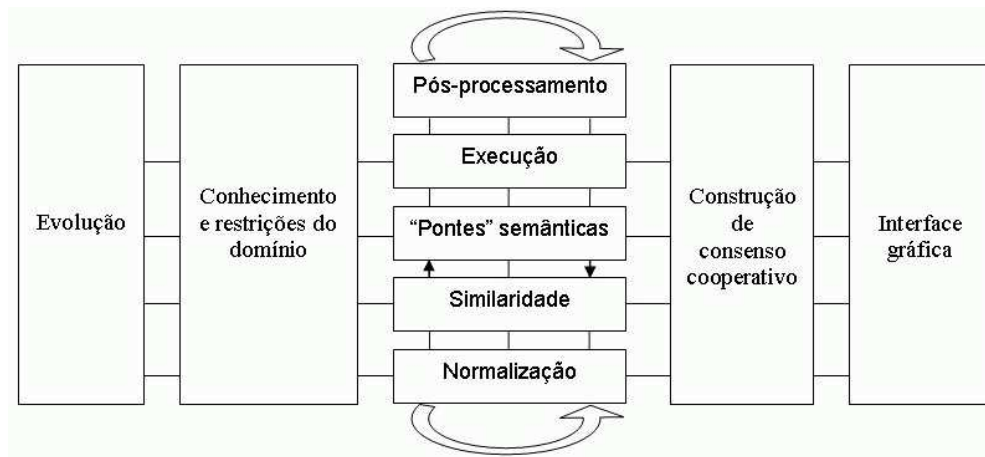 Evolução
Conhecimento
e restrições do
domínio
Pós-processamento
Execução
“Pontes” semânticas
Similaridade
Normalização
Construção
de
consenso
cooperativo
Interface
gráfica